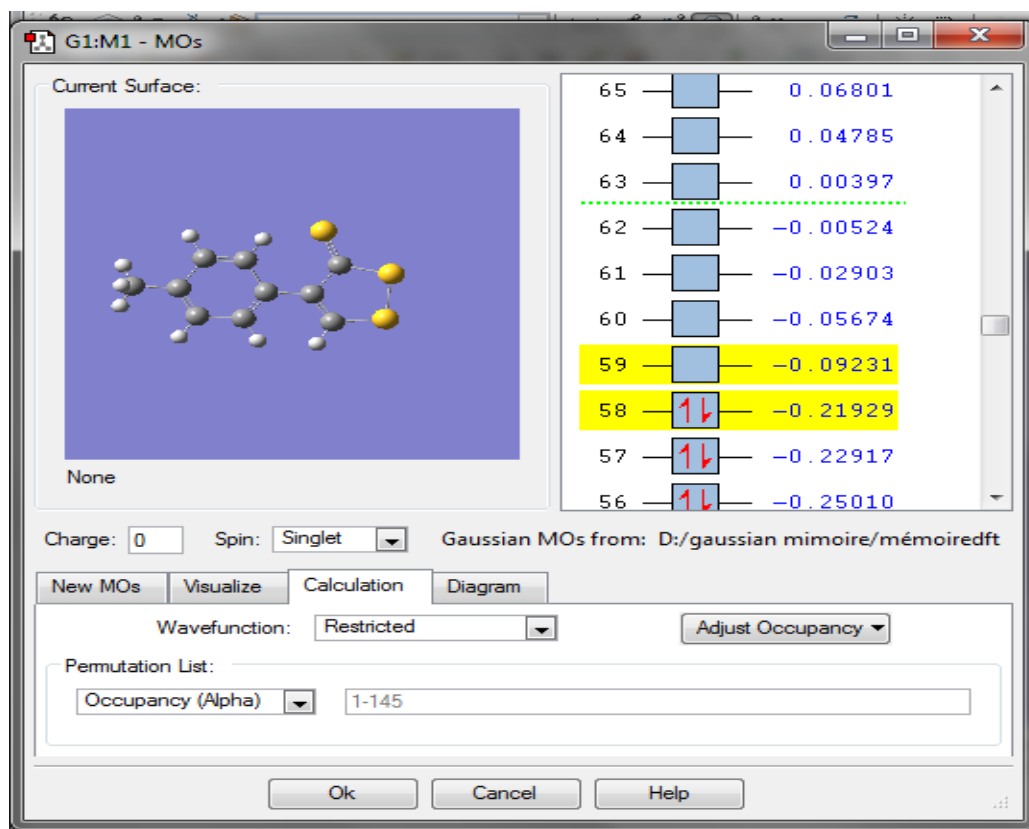 G1:M1 - MOs
Current Surface:
65 0.06801
64 0.04785
63 0.00397
62 -0.00524
61 -0.02903
60 -0.05674
59 -0.09231
58 -0.21929
57 -0.22917
56 -0.25010
None
Charge: 0 Spin: Singlet Gaussian MOs from: D:/gaussian mimoire/mémoiredft
New MOs Visualize Calculation Diagram
Wavefunction: Restricted Adjust Occupancy
Permutation List:
Occupancy (Alpha) 1-145
Ok Cancel Help